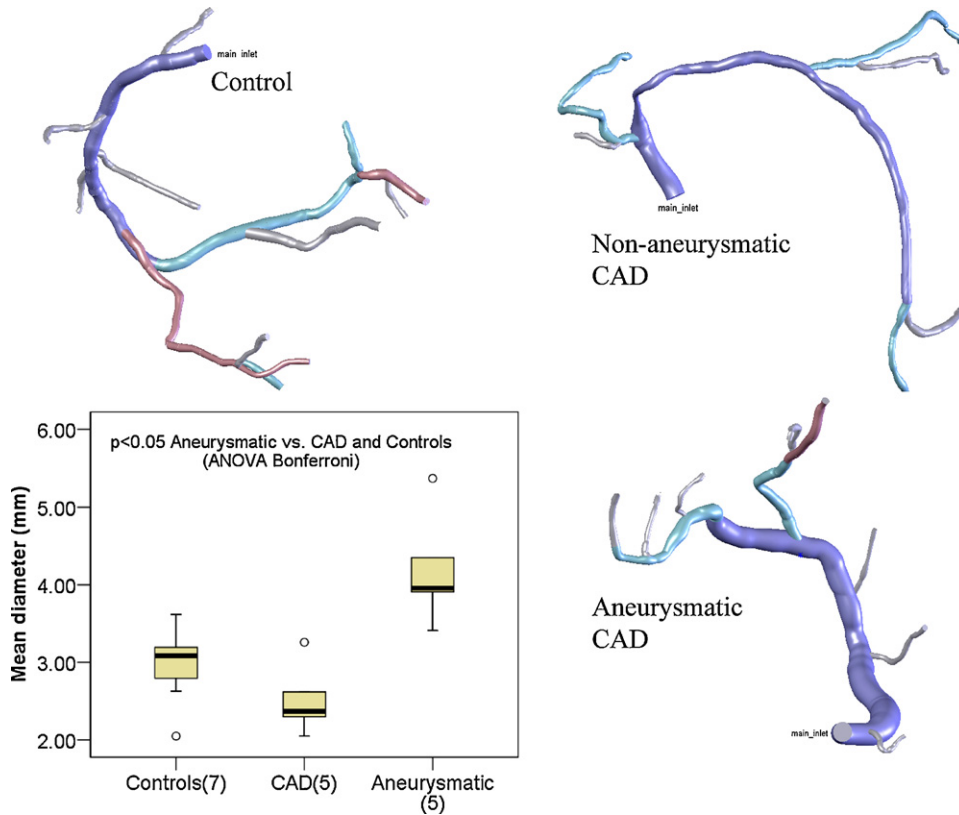 main_inlet
Control
main_inlet
Non-aneurysmatic
CAD
p<0.05 Aneurysmatic vs. CAD and Controls
(ANOVA Bonferroni)
Mean diameter (mm)
6.00
5.00
4.00
3.00
2.00
Controls(7)
CAD(5)
Aneurysmatic
(5)
Aneurysmatic
CAD
main_inlet